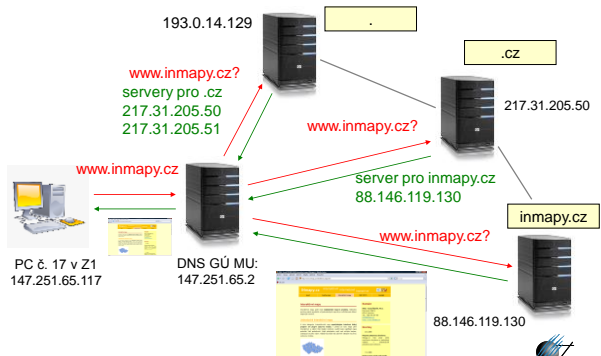 193.0.14.129
.
.cz
www.inmapy.cz?
servery pro .cz
217.31.205.50
217.31.205.51
217.31.205.50
www.inmapy.cz?
www.inmapy.cz
server pro inmapy.cz
88.146.119.130
inmapy.cz
www.inmapy.cz?
PC č. 17 v Z1
147.251.65.117
DNS GÚ MU:
147.251.65.2
88.146.119.130